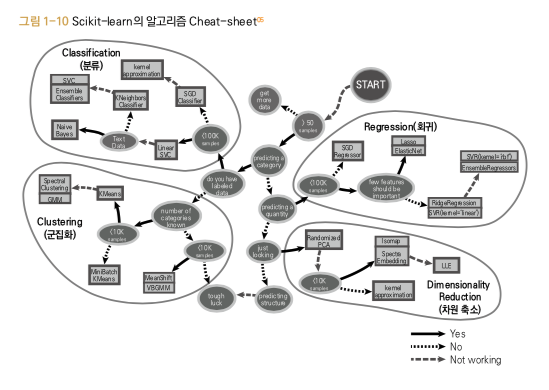 그림 1-10 Scikit-learn의 알고리즘 Cheat-sheet05
Classification
(분류)
kernel
approximation
SVC
Ensemble
Classifiers
KNeighbors
Classifier
SGD
Classifier
Naive
Bayes
Text
Data
Linear
SVC
<100K
samples
START
get
more
data
>50
samples
predicting a
category
do you have
labeled
data
predicting a
quantity
just
looking
predicting
structure
tough
luck
Regression(회귀)
SGD
Regressor
Lasso
ElasticNet
SVR(kernel='rbf')
EnsembleRegressors
<100K
samples
few features
should be
important
RidgeRegression
SVR(kernel='linear')
Clustering
(군집화)
Spectral
Clustering
GMM
KMeans
number of
categories
known
<10K
samples
<10K
samples
MiniBatch
KMeans
MeanShift
VBGMM
Randomized
PCA
Isomap
Spectral
Embedding
LLE
<10K
samples
kernel
approximation
Dimensionality
Reduction
(차원 축소)
Yes
No
Not working